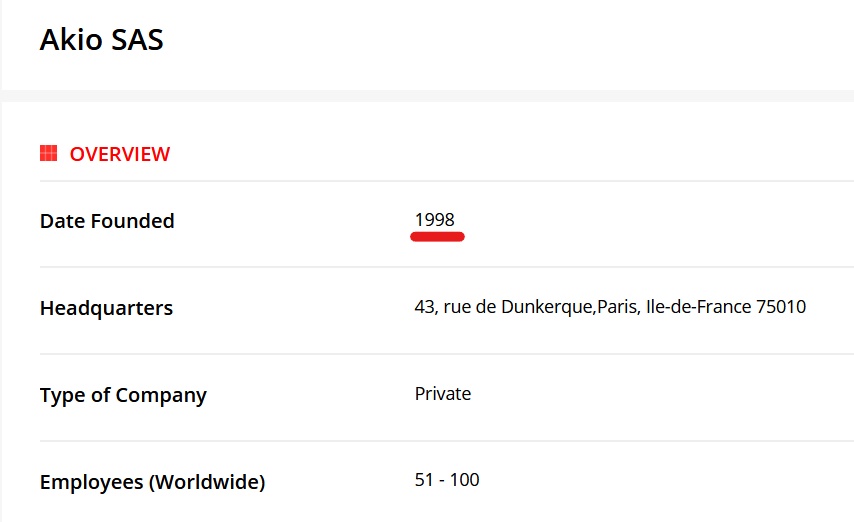 Akio SAS
OVERVIEW
Date Founded 1998
Headquarters 43, rue de Dunkerque,Paris, Ile-de-France 75010
Type of Company Private
Employees (Worldwide) 51 - 100